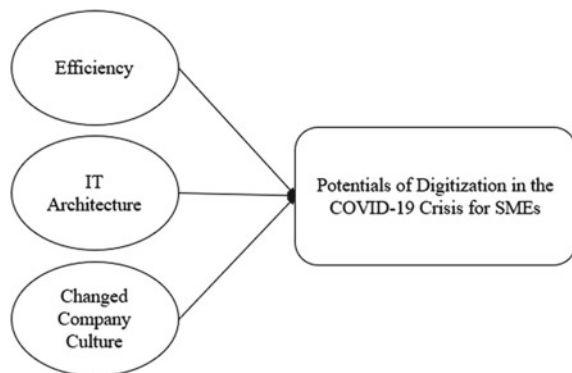 Efficiency
IT
Architecture
Changed
Company
Culture
Potentials of Digitization in the
COVID-19 Crisis for SMEs